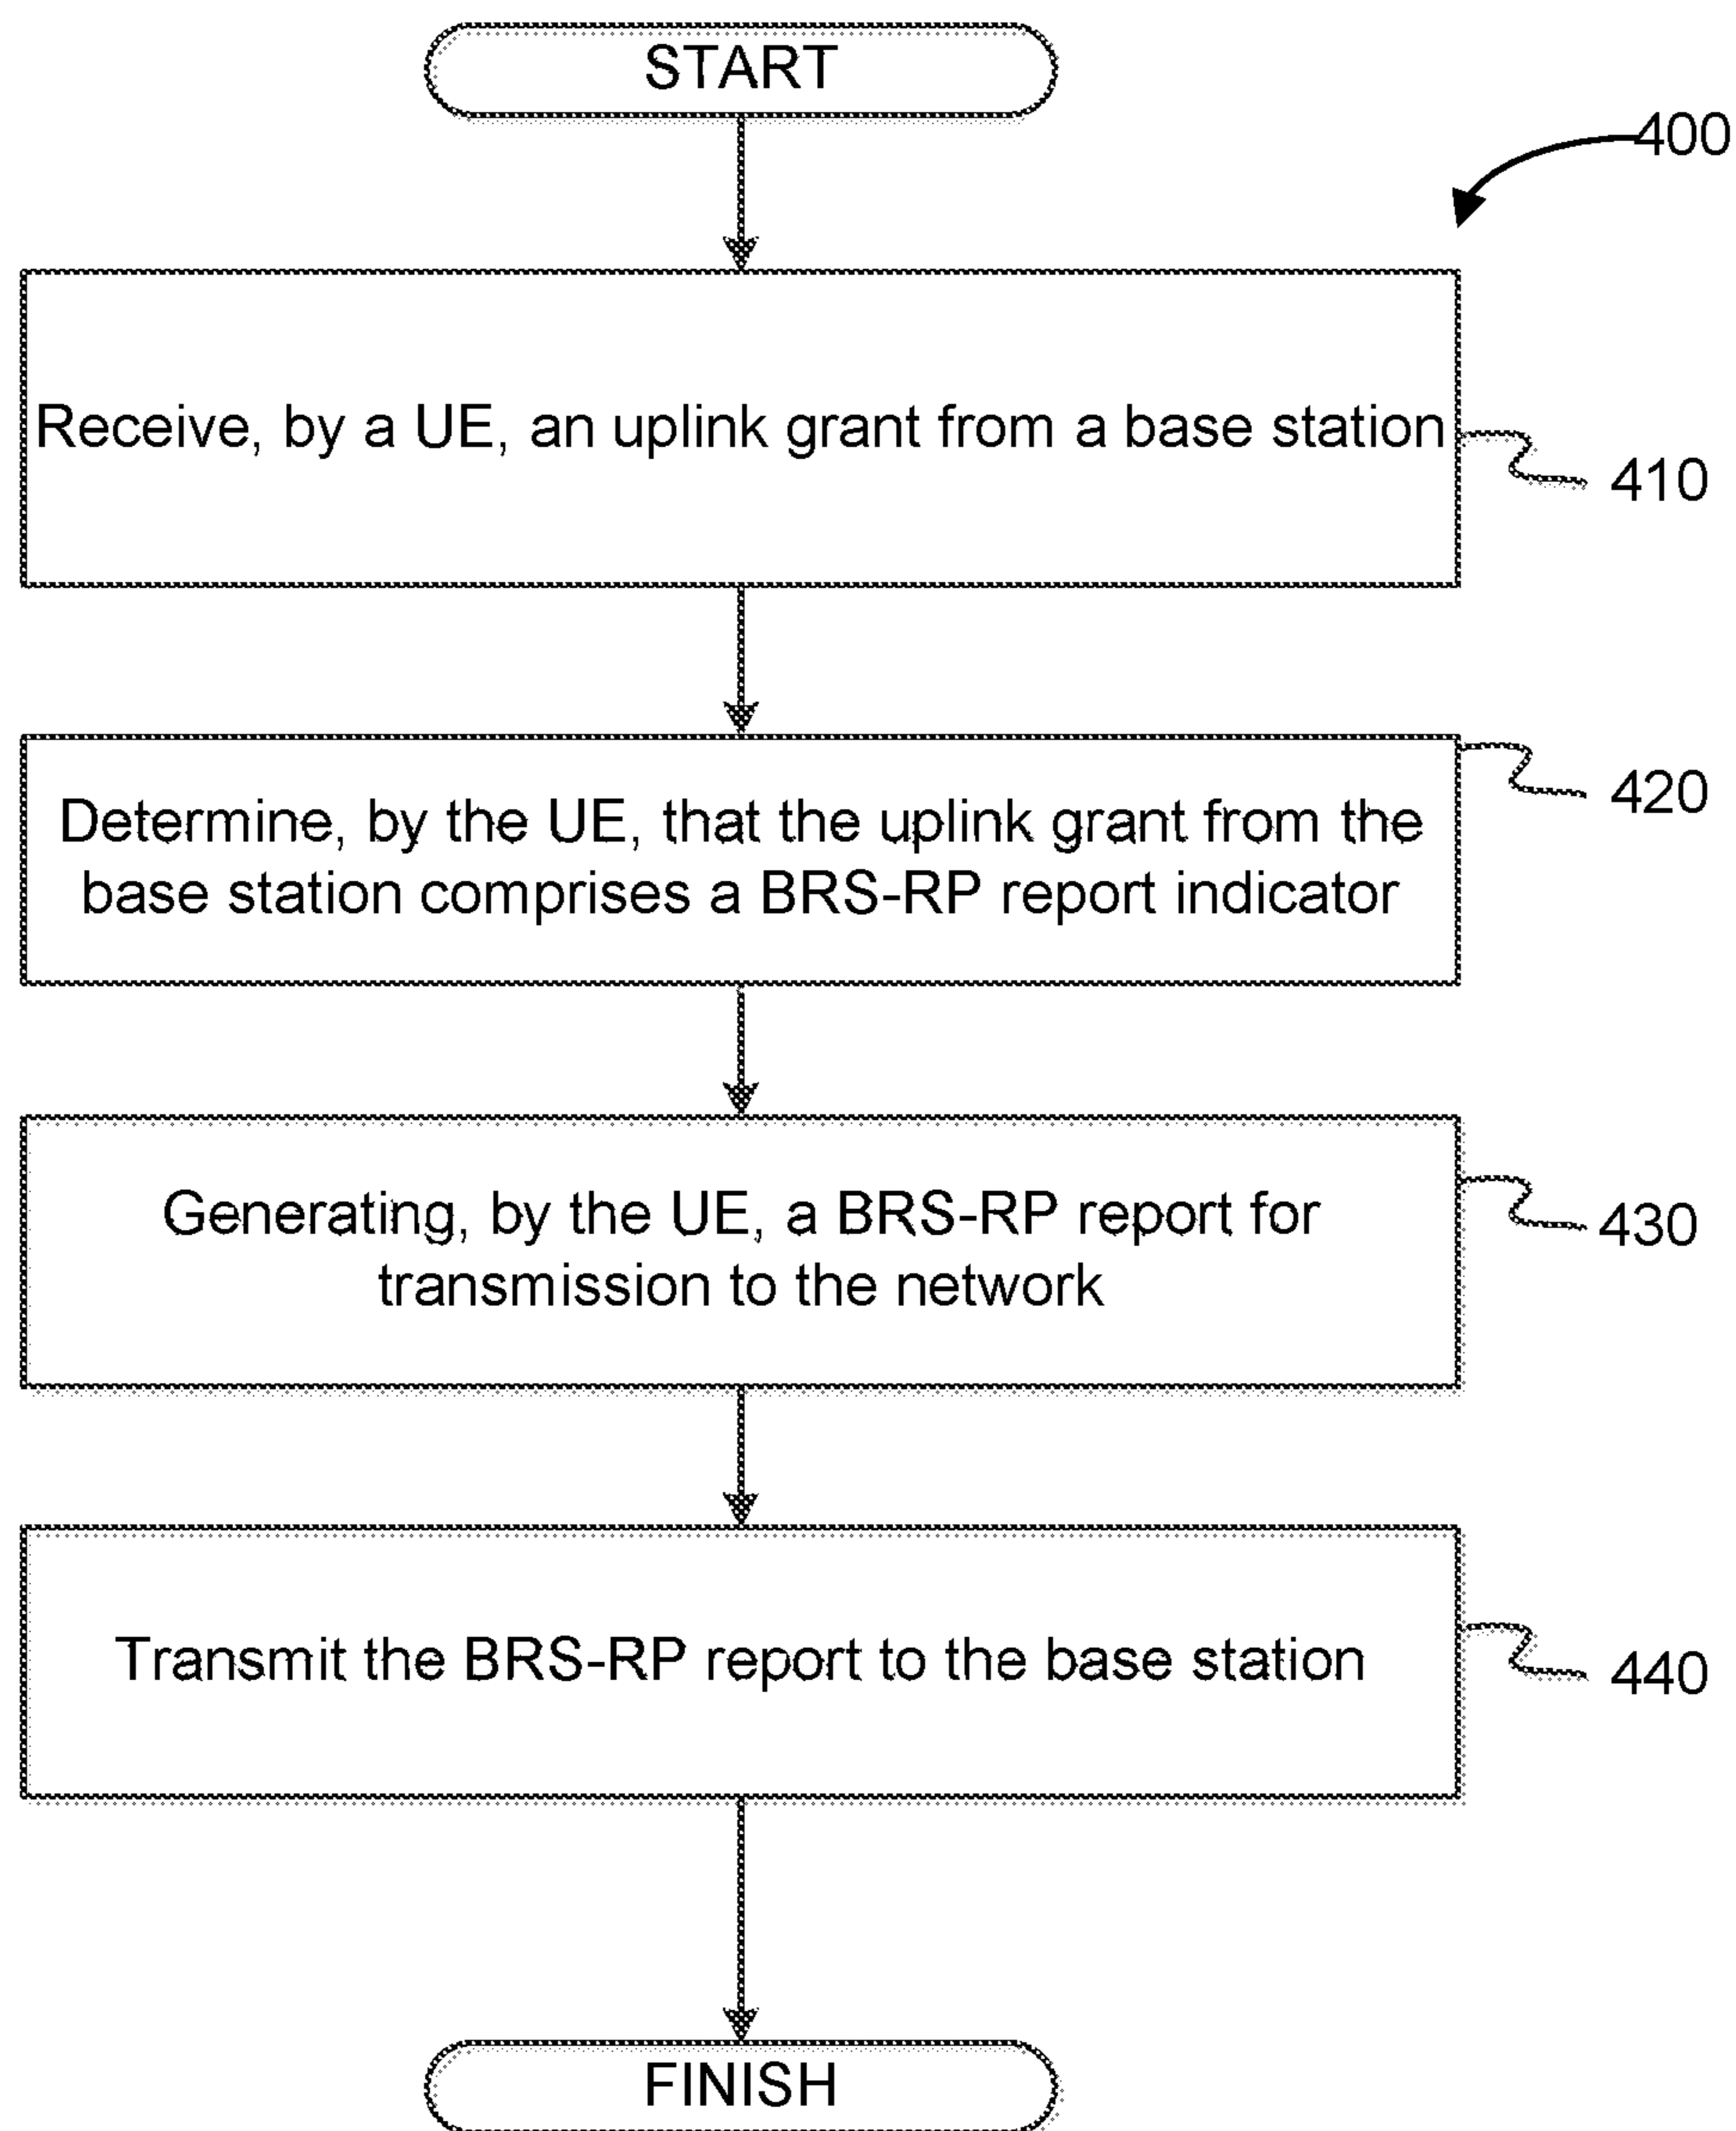 START
400
Receive, by a UE, an uplink grant from a base station
410
Determine, by the UE, that the uplink grant from the
base station comprises a BRS-RP report indicator
420
Generating, by the UE, a BRS-RP report for
transmission to the network
430
Transmit the BRS-RP report to the base station
440
FINISH